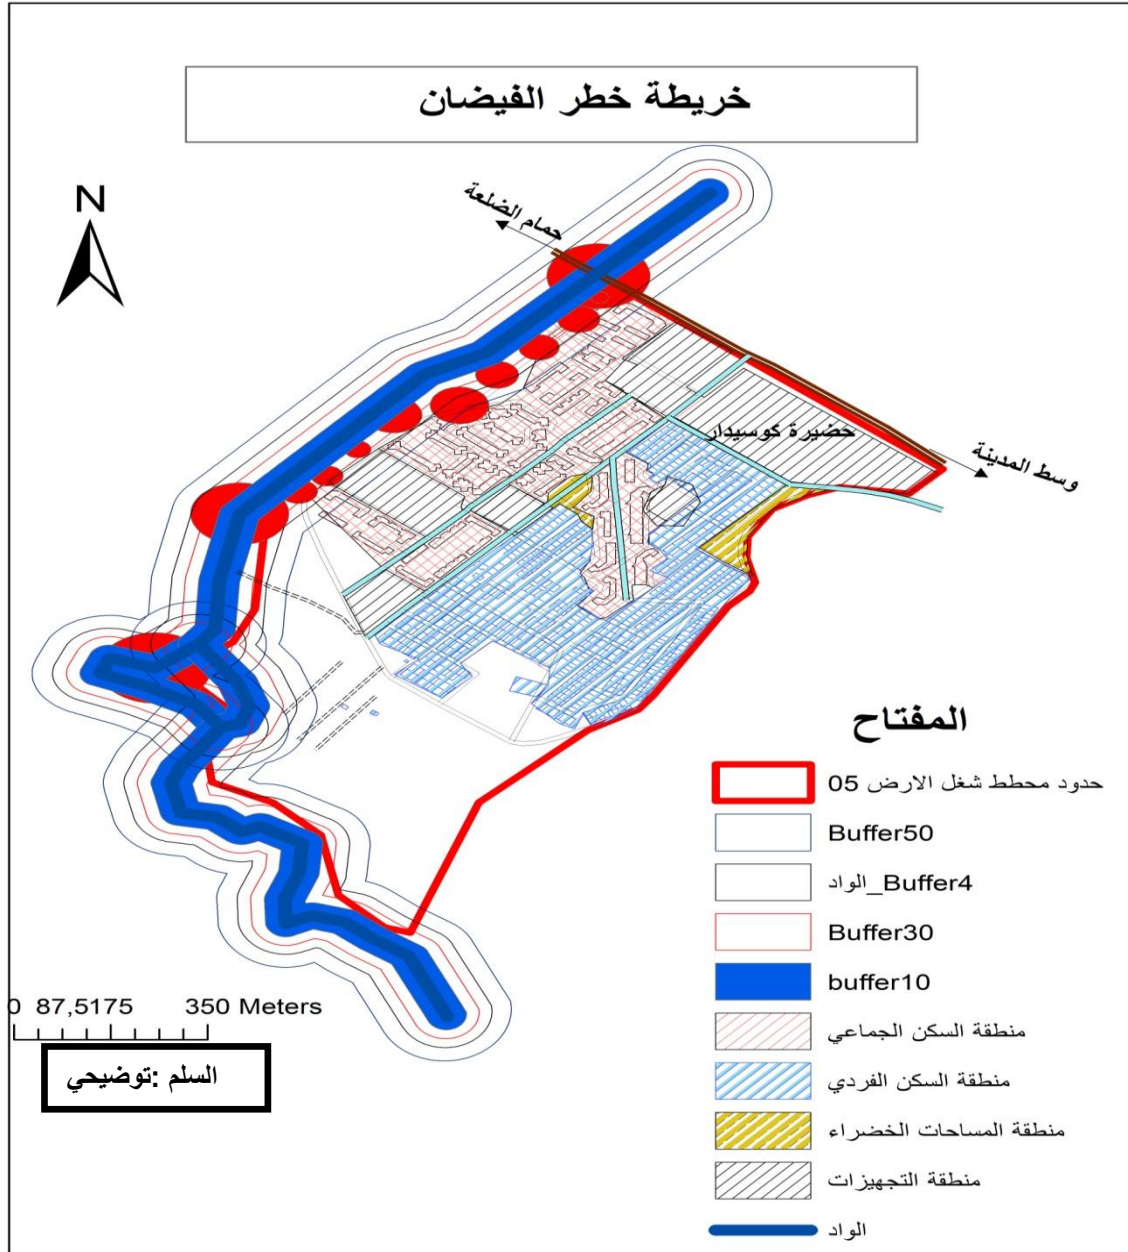 خريطة خطر الفيضان
N
حمام الضلعة
حضيرة كوسيدار
وسط المدينة
المفتاح
حدود مخطط شغل الارض 05
Buffer50
الواد_Buffer4
Buffer30
buffer10
منطقة السكن الجماعي
منطقة السكن الفردي
منطقة المساحات الخضراء
منطقة التجهيزات
الواد
0 87,5175 350 Meters
السلم :توضيحي